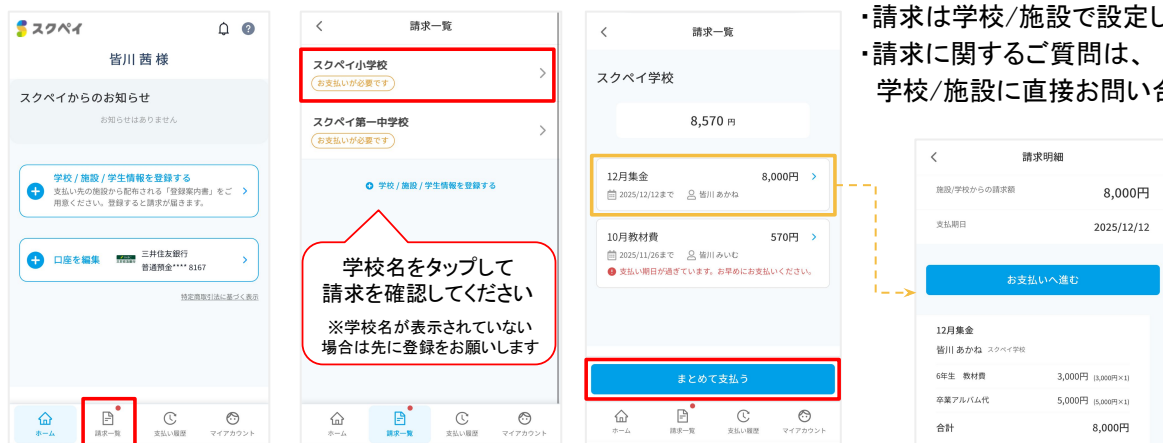 スクペイ
皆川 茜 様
スクペイからのお知らせ
お知らせはありません
学校 / 施設 / 学生情報を登録する
支払い先の施設から配布される「登録案内書」をご
用意ください。登録すると請求が届きます。
口座を編集
三井住友銀行
普通預金**** 8167
特定商取引法に基づく表示
ホーム
請求一覧
支払い履歴
マイアカウント
請求一覧
スクペイ小学校
お支払いが必要です
スクペイ第一中学校
お支払いが必要です
学校 / 施設 / 学生情報を登録する
学校名をタップして
請求を確認してください
※学校名が表示されていない
場合は先に登録をお願いします
ホーム
請求一覧
支払い履歴
マイアカウント
請求一覧
スクペイ学校
8,570 円
12月集金 8,000円
2025/12/12まで 皆川 あかね
10月教材費 570円
2025/11/26まで 皆川 みいむ
支払い期日が過ぎています。お早めにお支払いください。
まとめて支払う
ホーム
請求一覧
支払い履歴
マイアカウント
・請求は学校/施設で設定し
・請求に関するご質問は、
学校/施設に直接お問い合
請求明細
施設/学校からの請求額 8,000円
支払期日 2025/12/12
お支払いへ進む
12月集金
皆川 あかね スクペイ学校
6年生 教材費 3,000円 (3,000円×1)
卒業アルバム代 5,000円 (5,000円×1)
合計 8,000円